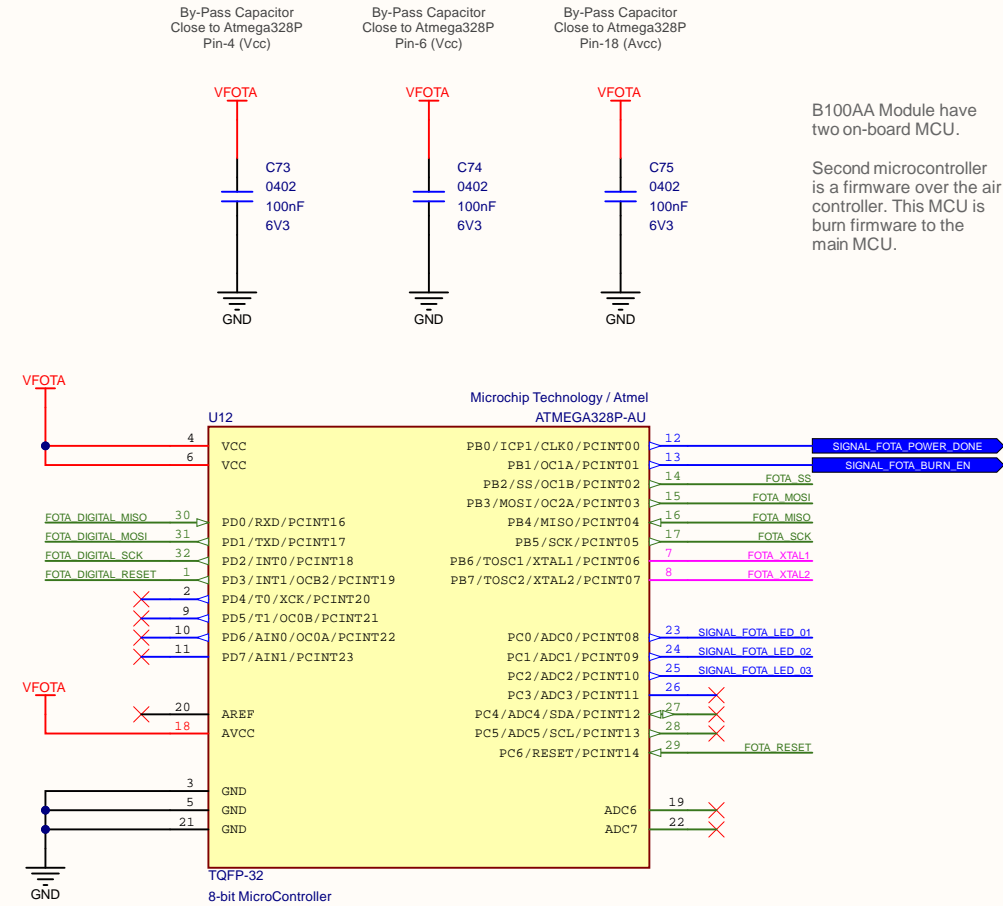 By-Pass Capacitor
Close to Atmega328P
Pin-4 (Vcc)
By-Pass Capacitor
Close to Atmega328P
Pin-6 (Vcc)
By-Pass Capacitor
Close to Atmega328P
Pin-18 (Avcc)
VFOTA
C73
0402
100nF
6V3
GND
VFOTA
C74
0402
100nF
6V3
GND
VFOTA
C75
0402
100nF
6V3
GND
B100AA Module have
two on-board MCU.
Second microcontroller
is a firmware over the air
controller. This MCU is
burn firmware to the
main MCU.
VFOTA
Microchip Technology / Atmel
U12
ATMEGA328P-AU
4 VCC
6 VCC
FOTA_DIGITAL_MISO 30 PD0/RXD/PCINT16
FOTA_DIGITAL_MOSI 31 PD1/TXD/PCINT17
FOTA_DIGITAL_SCK 32 PD2/INT0/PCINT18
FOTA_DIGITAL_RESET 1 PD3/INT1/OCB2/PCINT19
2 PD4/T0/XCK/PCINT20
9 PD5/T1/OC0B/PCINT21
10 PD6/AIN0/OC0A/PCINT22
11 PD7/AIN1/PCINT23
VFOTA
20 AREF
18 AVCC
3 GND
5 GND
21 GND
GND
PB0/ICP1/CLK0/PCINT00 12 SIGNAL_FOTA_POWER_DONE
PB1/OC1A/PCINT01 13 SIGNAL_FOTA_BURN_EN
PB2/SS/OC1B/PCINT02 14 FOTA_SS
PB3/MOSI/OC2A/PCINT03 15 FOTA_MOSI
PB4/MISO/PCINT04 16 FOTA_MISO
PB5/SCK/PCINT05 17 FOTA_SCK
PB6/TOSC1/XTAL1/PCINT06 7 FOTA_XTAL1
PB7/TOSC2/XTAL2/PCINT07 8 FOTA_XTAL2
PC0/ADC0/PCINT08 23 SIGNAL_FOTA_LED_01
PC1/ADC1/PCINT09 24 SIGNAL_FOTA_LED_02
PC2/ADC2/PCINT10 25 SIGNAL_FOTA_LED_03
PC3/ADC3/PCINT11 26
PC4/ADC4/SDA/PCINT12 27
PC5/ADC5/SCL/PCINT13 28
PC6/RESET/PCINT14 29 FOTA_RESET
ADC6 19
ADC7 22
TQFP-32
8-bit MicroController